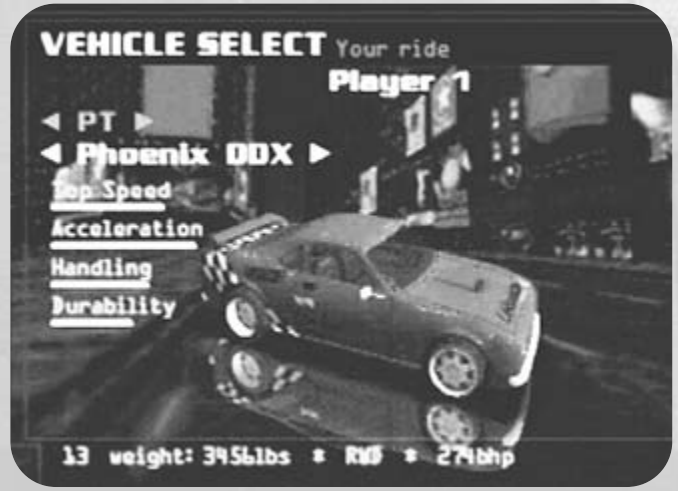 VEHICLE SELECT Your ride
Player 1
◀ PT ▶
◀ Phoenix DDX ▶
Top Speed
Acceleration
Handling
Durability
13 weight: 3456lbs * RWD * 274bhp